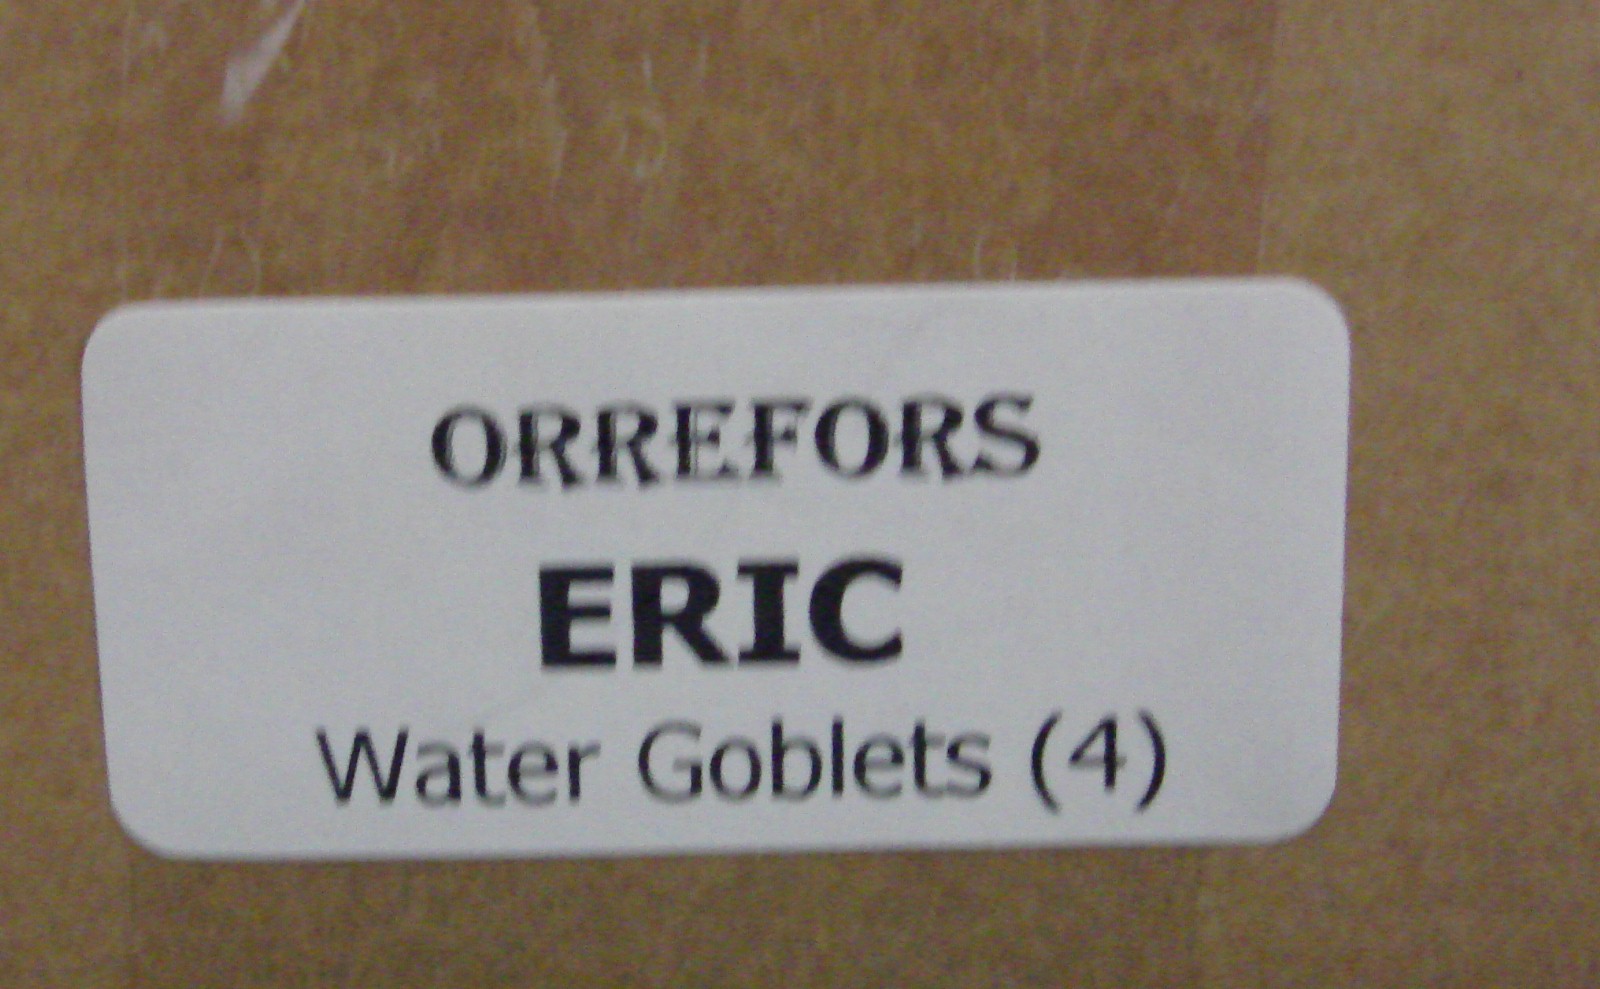 ORREFORS
ERIC
Water Goblets (4)